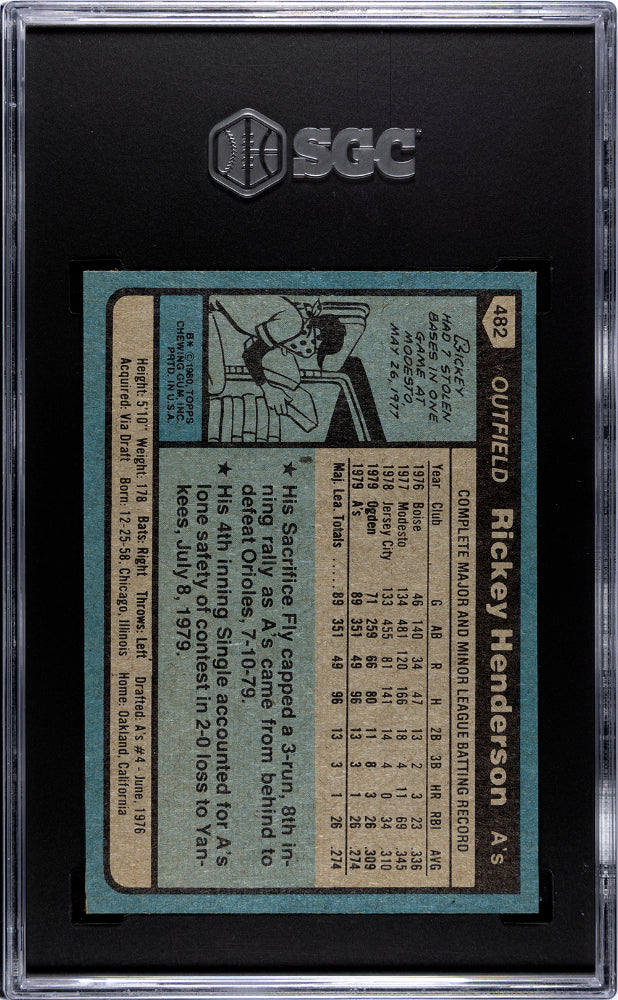 SGC
482 OUTFIELD Rickey Henderson A's
RICKEY
HAD 7 STOLEN
BASES IN ONE
GAME AT
MODESTO,
MAY 26, 1977
B* © 1980, TOPPS
CHEWING GUM, INC.
PRTD. IN U.S.A.
COMPLETE MAJOR AND MINOR LEAGUE BATTING RECORD
Year Club G AB R H 2B 3B HR RBI AVG
1976 Boise 46 140 34 47 13 2 3 23 .336
1977 Modesto 134 481 120 166 18 4 11 69 .345
1978 Jersey City 133 455 81 141 14 4 0 34 .310
1979 Ogden 71 259 66 80 11 8 3 26 .309
1979 A's 89 351 49 96 13 3 1 26 .274
Maj. Lea. Totals ..... 89 351 49 96 13 3 1 26 .274
★ His Sacrifice Fly capped a 3-run, 8th in-
ning rally as A's came from behind to
defeat Orioles, 7-10-79.
★ His 4th inning Single accounted for A's
lone safety of contest in 2-0 loss to Yan-
kees, July 8, 1979.
Height: 5'10" Weight: 178 Bats: Right Throws: Left Drafted: A's #4 - June, 1976
Acquired: Via Draft Born: 12-25-58, Chicago, Illinois Home: Oakland, California